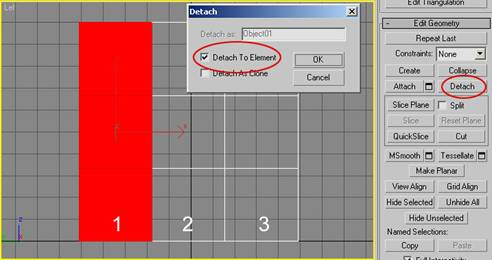 Lef
Detach
Detach as:
Object01
Detach To Element
Detach As Clone
OK
Cancel
1
2
3
z
x
Edit Triangulation
- Edit Geometry
Repeat Last
Constraints: None
Create
Collapse
Attach
Detach
Slice Plane
Split
Slice
Reset Plane
QuickSlice
Cut
MSmooth
Tessellate
Make Planar
View Align
Grid Align
Hide Selected
Unhide All
Hide Unselected
Named Selections:
Copy
Paste
Full Interactivity